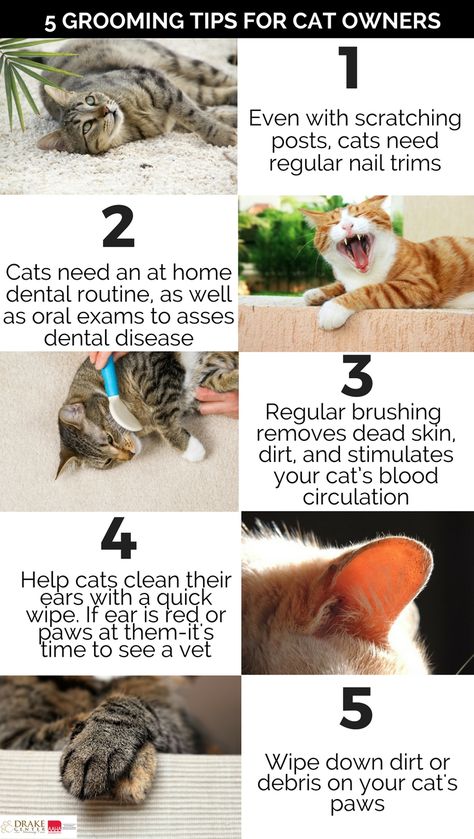 5 GROOMING TIPS FOR CAT OWNERS
1
Even with scratching
posts, cats need
regular nail trims
2
Cats need an at home
dental routine, as well
as oral exams to asses
dental disease
3
Regular brushing
removes dead skin,
dirt, and stimulates
your cat's blood
circulation
4
Help cats clean their
ears with a quick
wipe. If ear is red or
paws at them-it's
time to see a vet
5
Wipe down dirt or
debris on your cat's
paws
DRAKE
CENTER